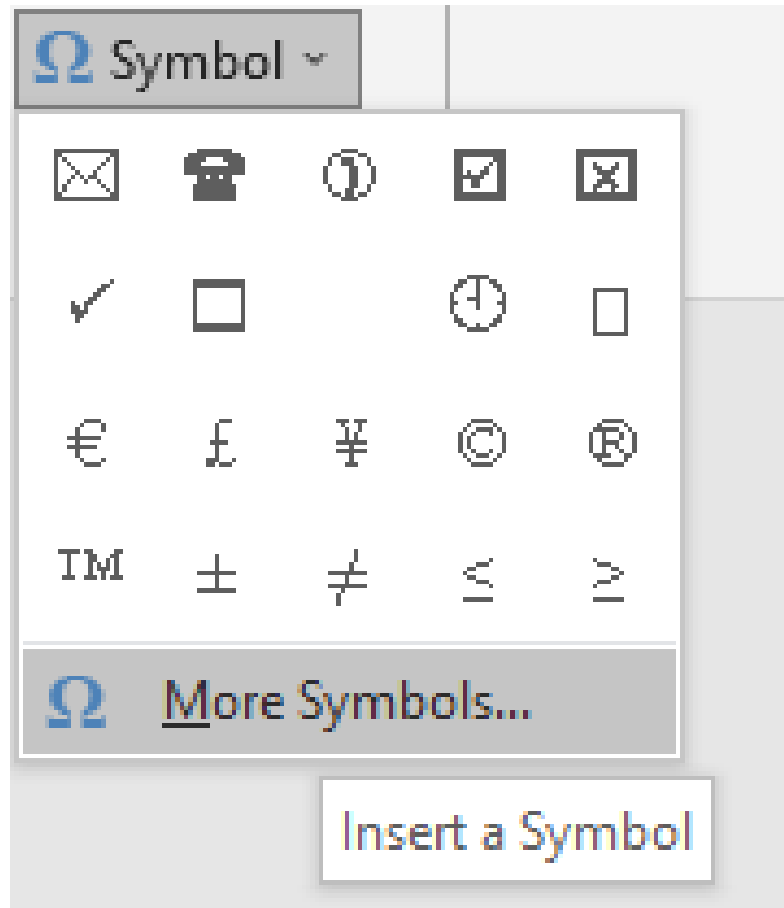 Ω Symbol
€ £ ¥ © ®
™ ± ≠ ≤ ≥
Ω More Symbols...
Insert a Symbol